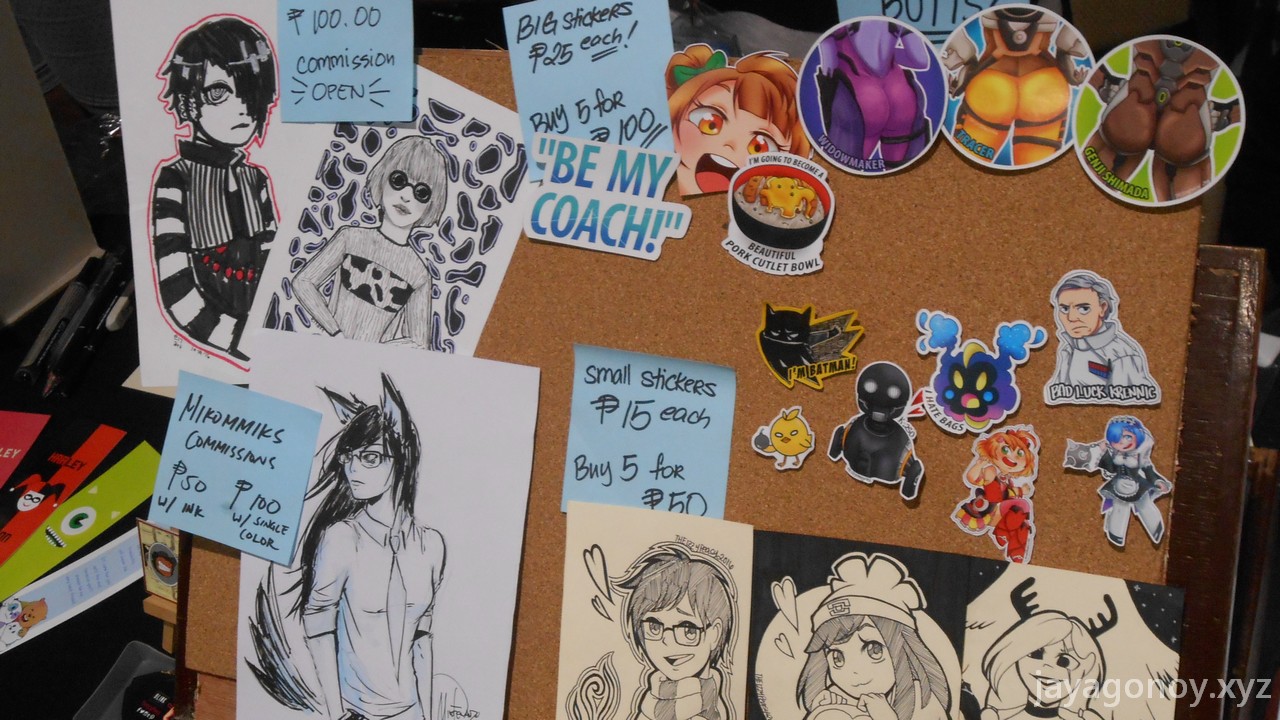 ₱100.00
commission
OPEN
BIG stickers
₱25 each!
Buy 5 for
₱100
BUTTS
WIDOWMAKER
TRACER
GENJI SHIMADA
"BE MY
COACH!"
I'M GOING TO BECOME A
BEAUTIFUL
PORK CUTLET BOWL
I'M BATMAN!
I HATE BAGS
BAD LUCK KRENNIC
K-2SO
Small stickers
₱15 each
Buy 5 for
₱50
MIKOMMIKS
COMMISSIONS
₱50
W/ INK
₱100
W/ SINGLE
COLOR
jayagonoy.xyz